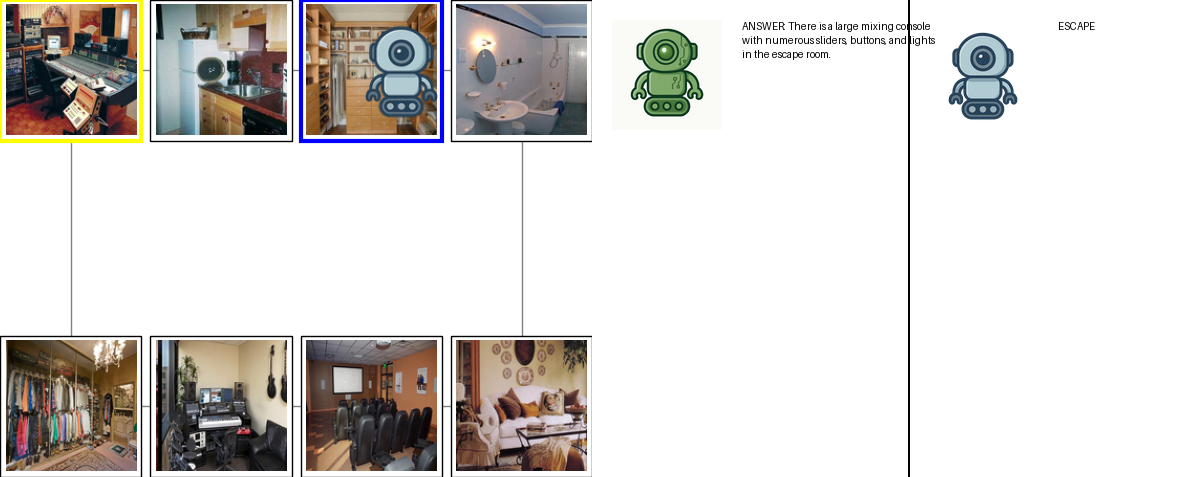 ANSWER: There is a large mixing console
with numerous sliders, buttons, and lights
in the escape room.
ESCAPE